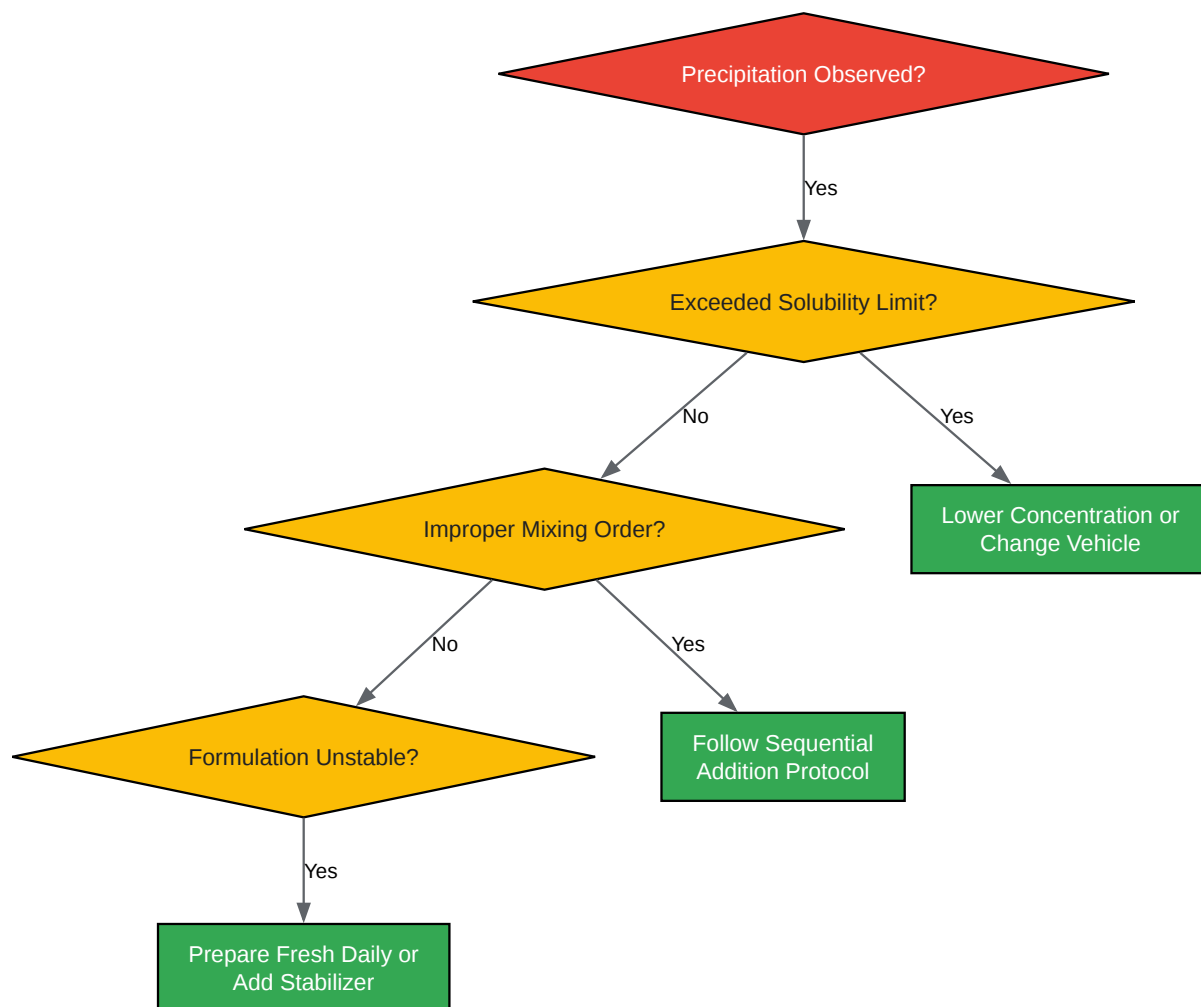 Precipitation Observed?
Yes
Exceeded Solubility Limit?
No
Yes
Improper Mixing Order?
Lower Concentration or
Change Vehicle
No
Yes
Formulation Unstable?
Follow Sequential
Addition Protocol
Yes
Prepare Fresh Daily or
Add Stabilizer